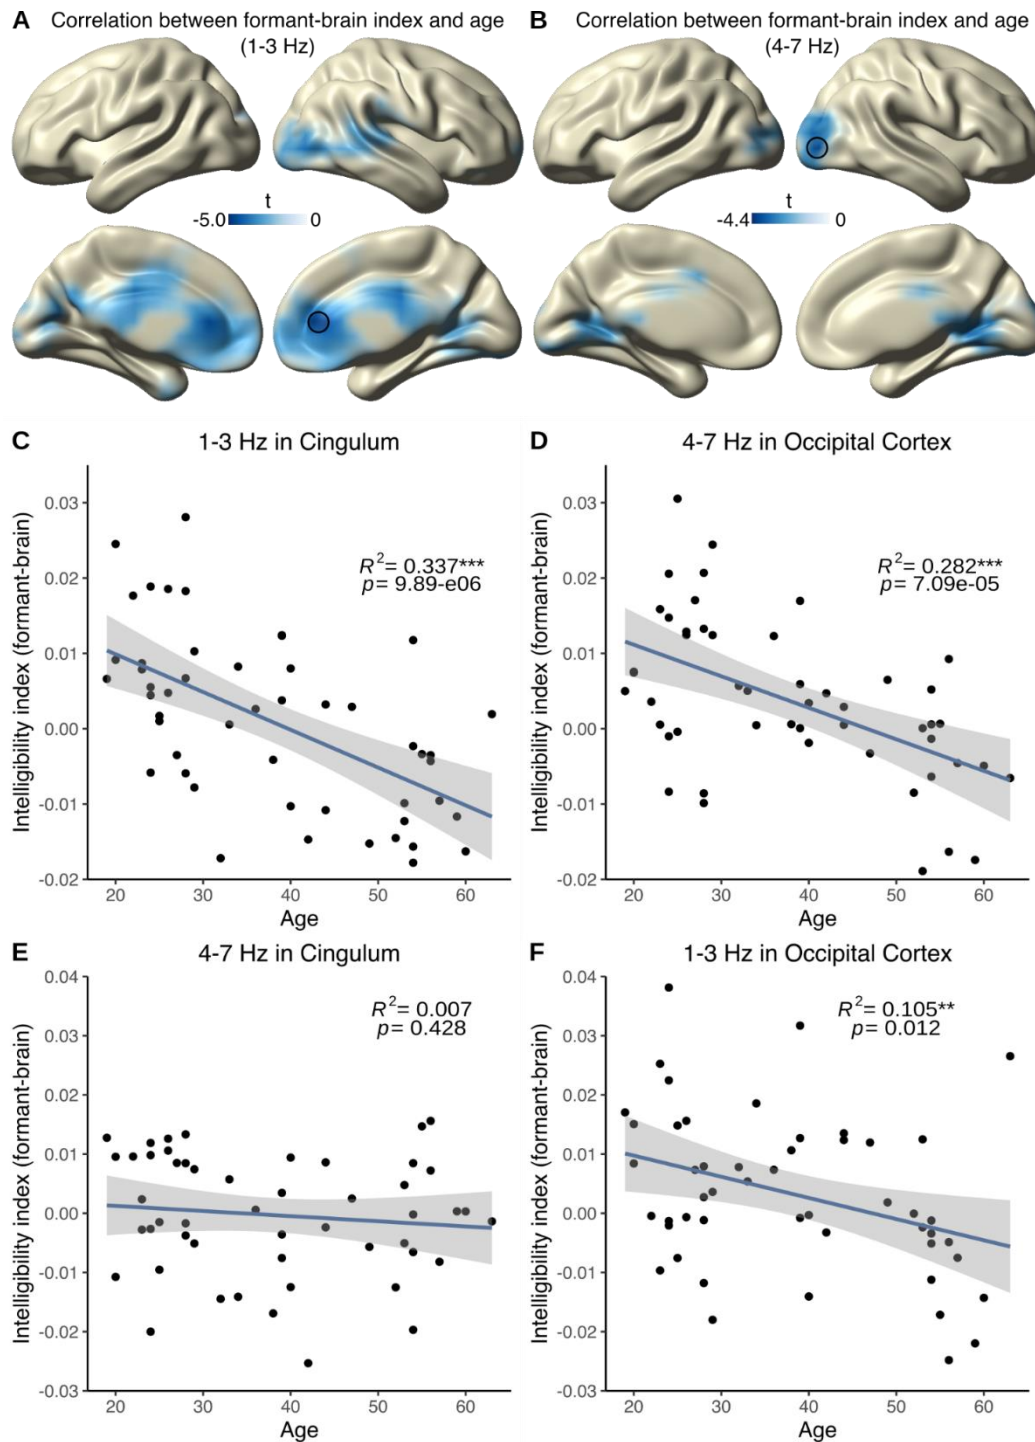 A Correlation between formant-brain index and age
(1-3 Hz)
B Correlation between formant-brain index and age
(4-7 Hz)
t
-5.0 0
t
-4.4 0
C 1-3 Hz in Cingulum
Intelligibility index (formant-brain)
0.03
0.02
0.01
0.00
-0.01
-0.02
R²= 0.337***
p= 9.89-e06
20 30 40 50 60
Age
D 4-7 Hz in Occipital Cortex
Intelligibility index (formant-brain)
0.03
0.02
0.01
0.00
-0.01
-0.02
R²= 0.282***
p= 7.09e-05
20 30 40 50 60
Age
E 4-7 Hz in Cingulum
Intelligibility index (formant-brain)
0.04
0.03
0.02
0.01
0.00
-0.01
-0.02
-0.03
R²= 0.007
p= 0.428
20 30 40 50 60
Age
F 1-3 Hz in Occipital Cortex
Intelligibility index (formant-brain)
0.04
0.03
0.02
0.01
0.00
-0.01
-0.02
-0.03
R²= 0.105**
p= 0.012
20 30 40 50 60
Age